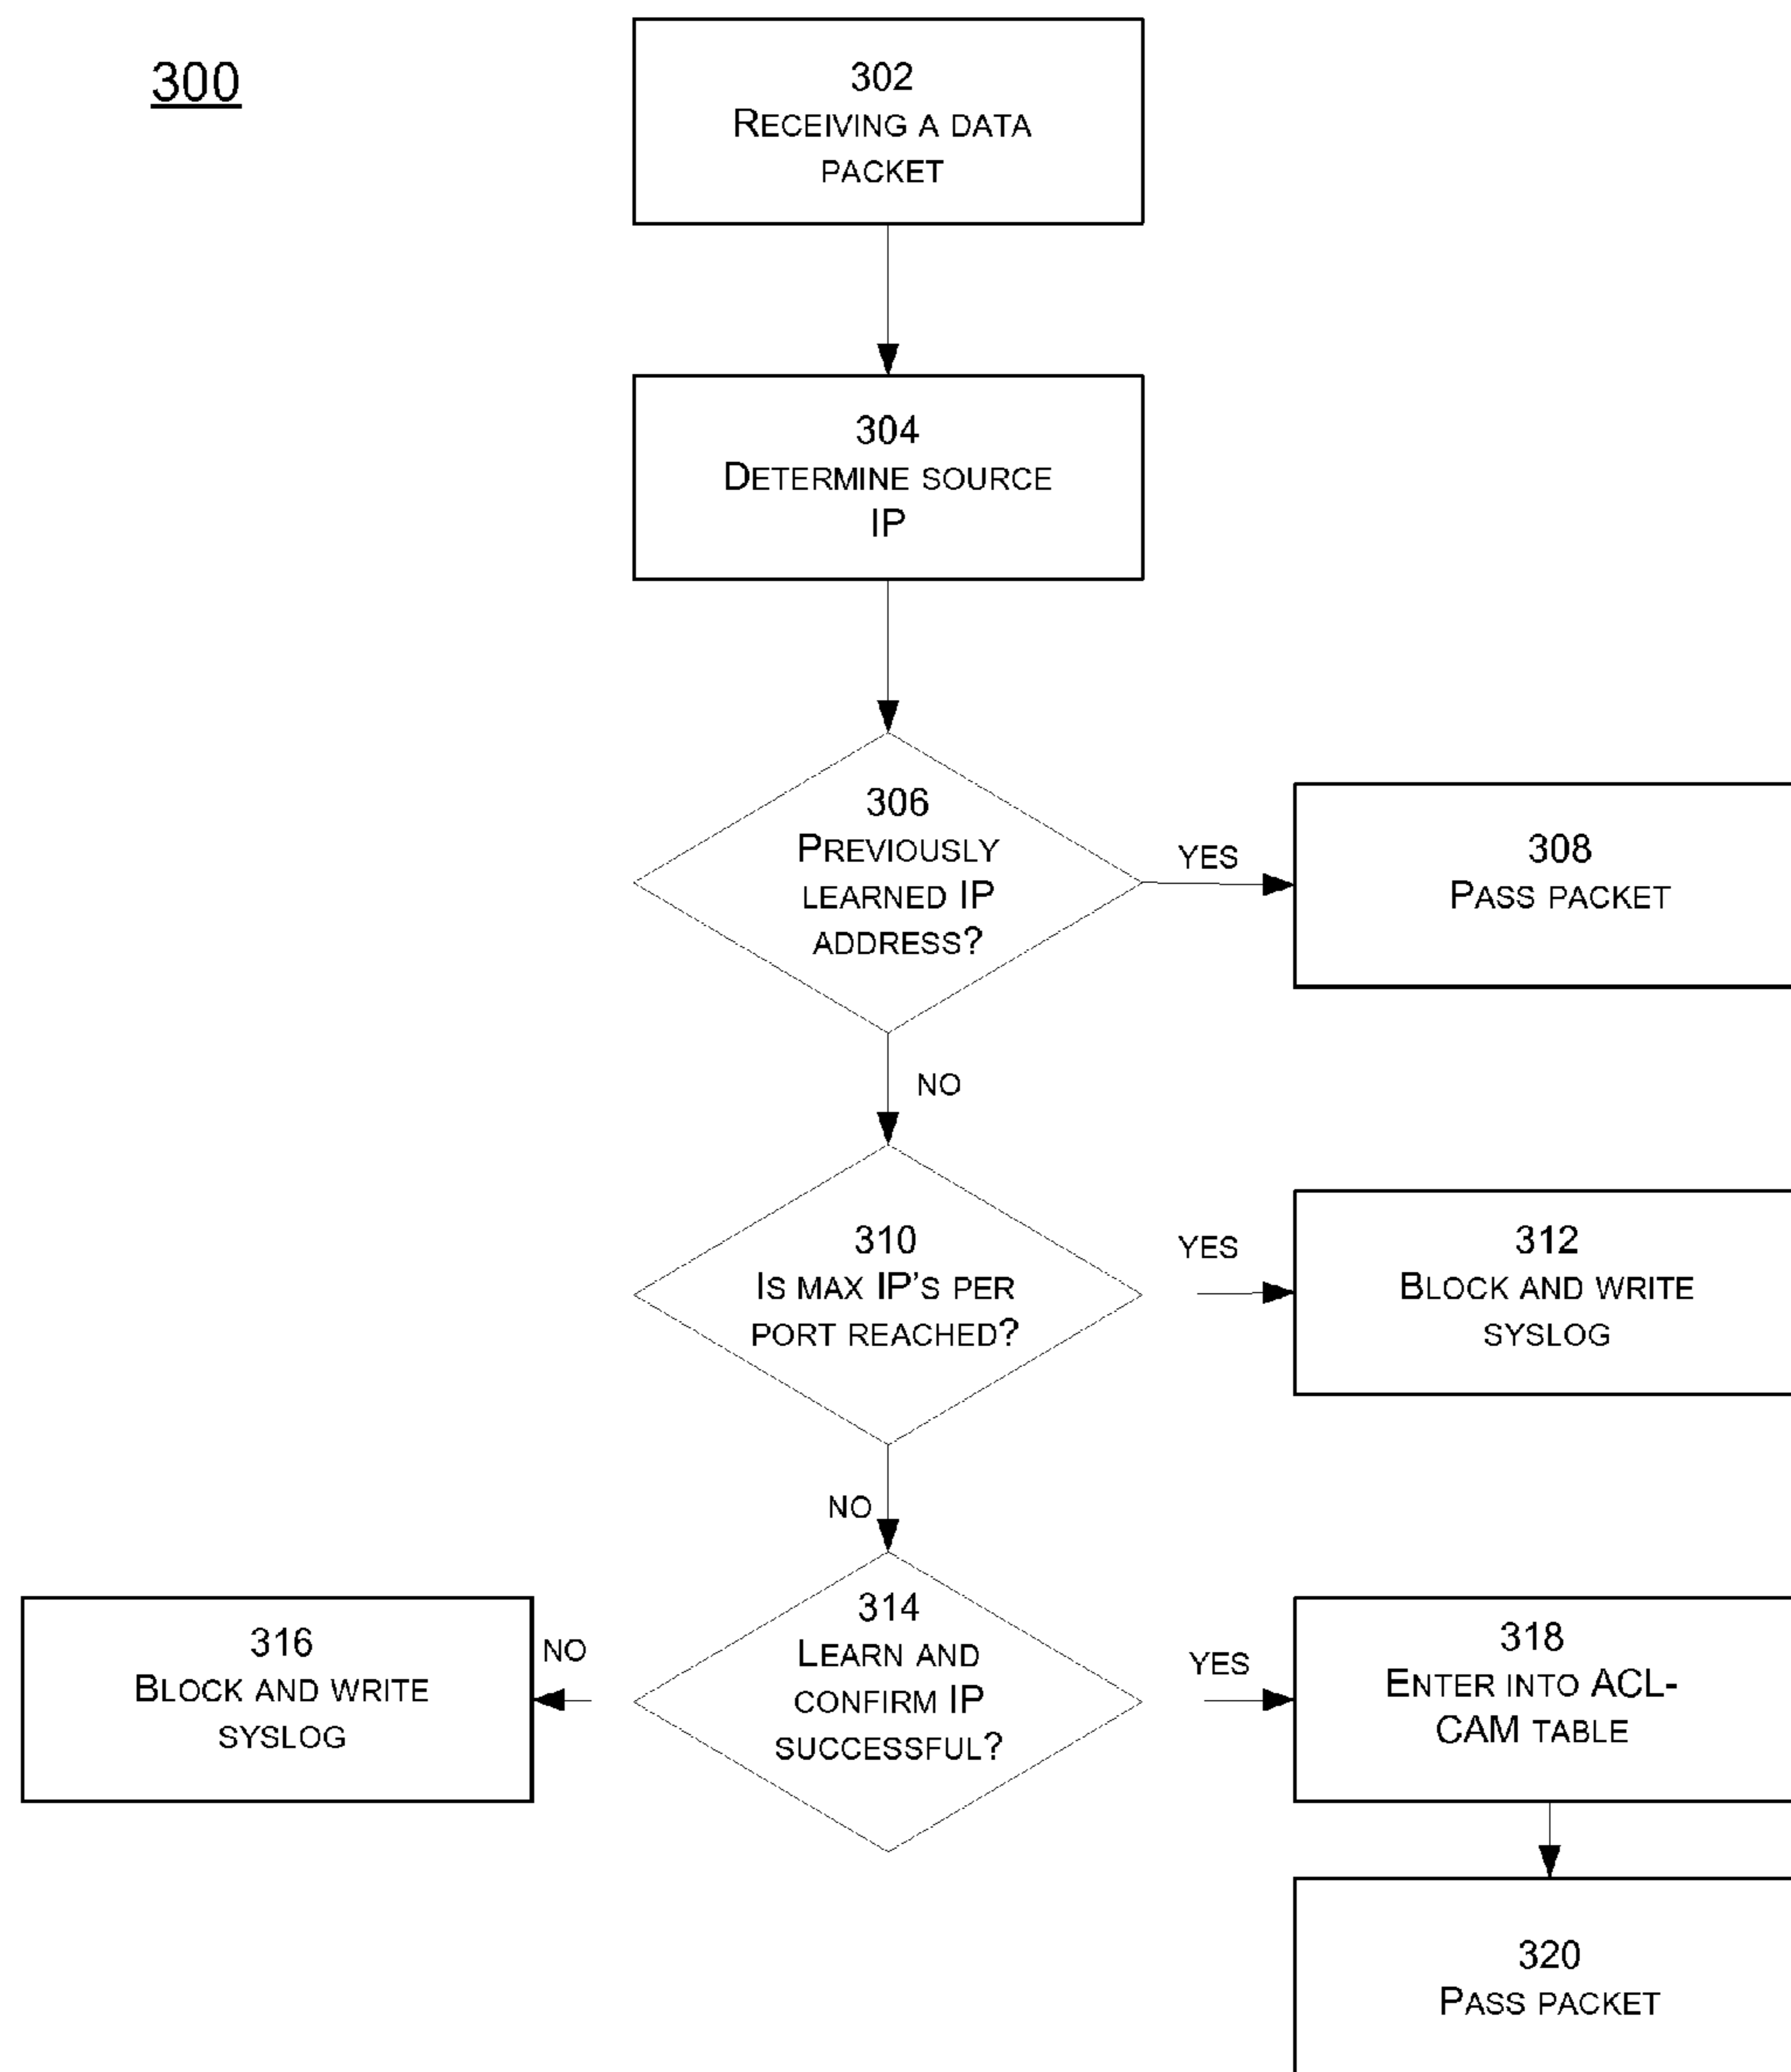 300
302
RECEIVING A DATA
PACKET
304
DETERMINE SOURCE
IP
306
PREVIOUSLY
LEARNED IP
ADDRESS?
YES
308
PASS PACKET
NO
310
IS MAX IP'S PER
PORT REACHED?
YES
312
BLOCK AND WRITE
SYSLOG
NO
314
LEARN AND
CONFIRM IP
SUCCESSFUL?
NO
316
BLOCK AND WRITE
SYSLOG
YES
318
ENTER INTO ACL-
CAM TABLE
320
PASS PACKET